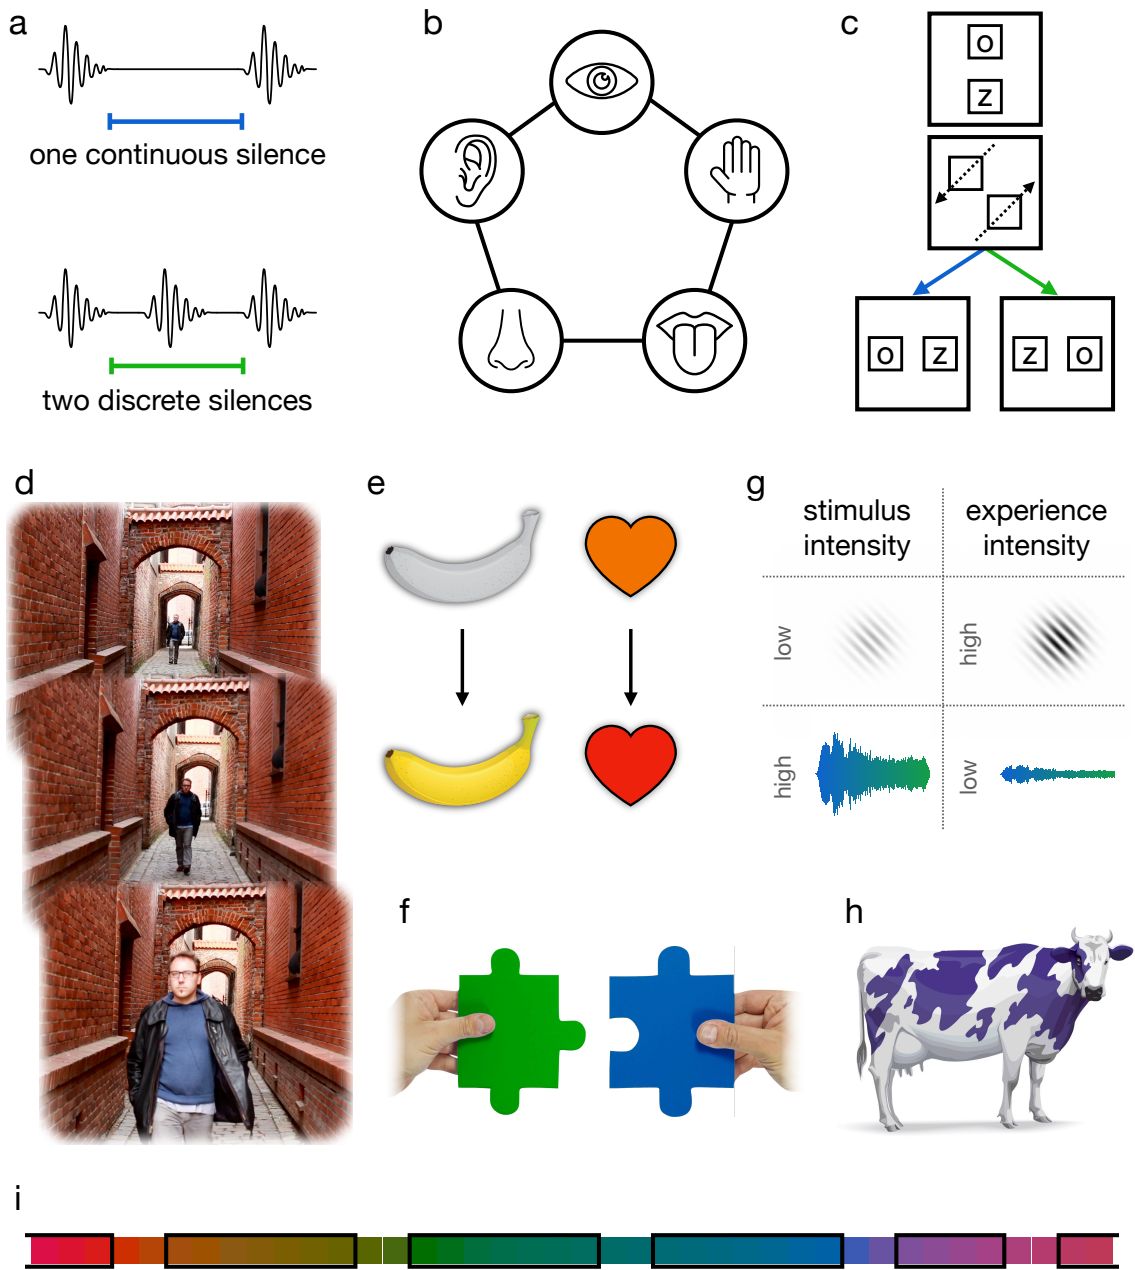 a
one continuous silence
two discrete silences
b
c
o
z
o z
z o
d
e
g
stimulus
intensity
experience
intensity
low
high
high
low
f
h
i